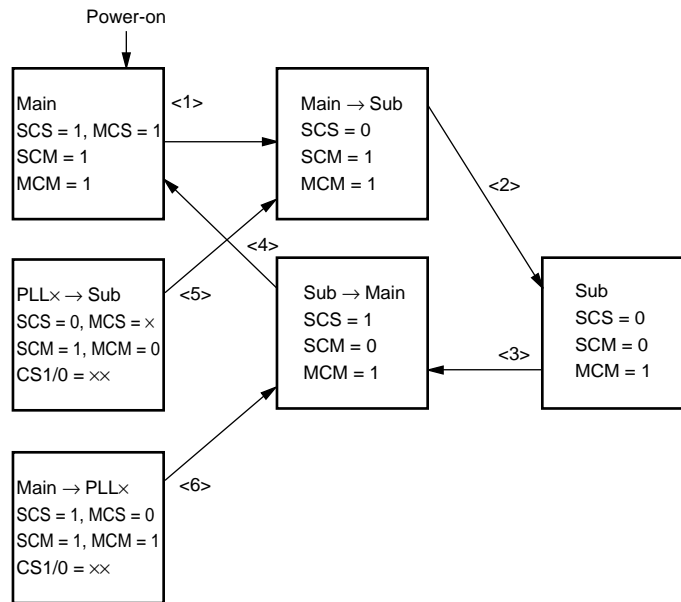 Power-on
Main
SCS = 1, MCS = 1
SCM = 1
MCM = 1
<1>
Main → Sub
SCS = 0
SCM = 1
MCM = 1
<2>
<4>
PLL× → Sub
SCS = 0, MCS = ×
SCM = 1, MCM = 0
CS1/0 = ××
<5>
Sub → Main
SCS = 1
SCM = 0
MCM = 1
<3>
Sub
SCS = 0
SCM = 0
MCM = 1
Main → PLL×
SCS = 1, MCS = 0
SCM = 1, MCM = 1
CS1/0 = ××
<6>